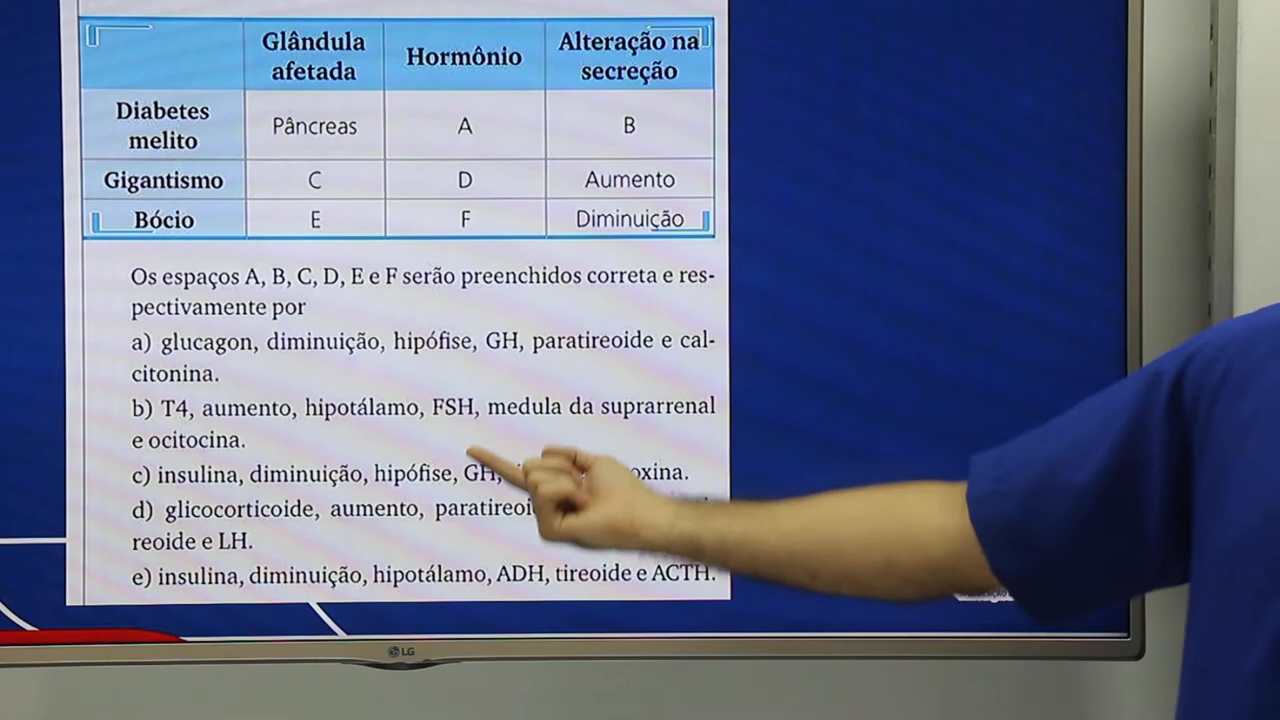 Glândula afetada Hormônio Alteração na secreção
Diabetes melito Pâncreas A B
Gigantismo C D Aumento
Bócio E F Diminuição
Os espaços A, B, C, D, E e F serão preenchidos correta e res-
pectivamente por
a) glucagon, diminuição, hipófise, GH, paratireoide e cal-
citonina.
b) T4, aumento, hipotálamo, FSH, medula da suprarrenal
e ocitocina.
c) insulina, diminuição, hipófise, GH,
d) glicocorticoide, aumento,
reoide e LH.
e) insulina, diminuição, hipotálamo, ADH, tireoide e ACTH.
LG